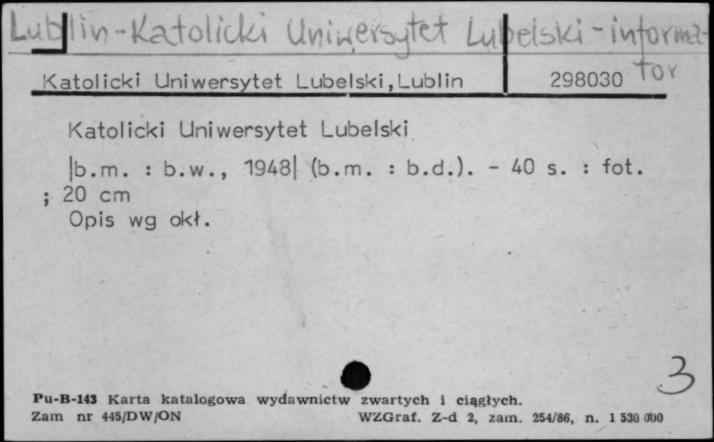 Lublin - Katolicki Uniwersytet Lubelski - informa-
tor
Katolicki Uniwersytet Lubelski,Lublin 298030
Katolicki Uniwersytet Lubelski
|b.m. : b.w., 1948| (b.m. : b.d.). - 40 s. : fot.
; 20 cm
Opis wg okł.
3
Pu-B-143 Karta katalogowa wydawnictw zwartych i ciągłych.
Zam nr 445/DW/ON WZGraf. Z-d 2, zam. 254/86, n. 1 530 000